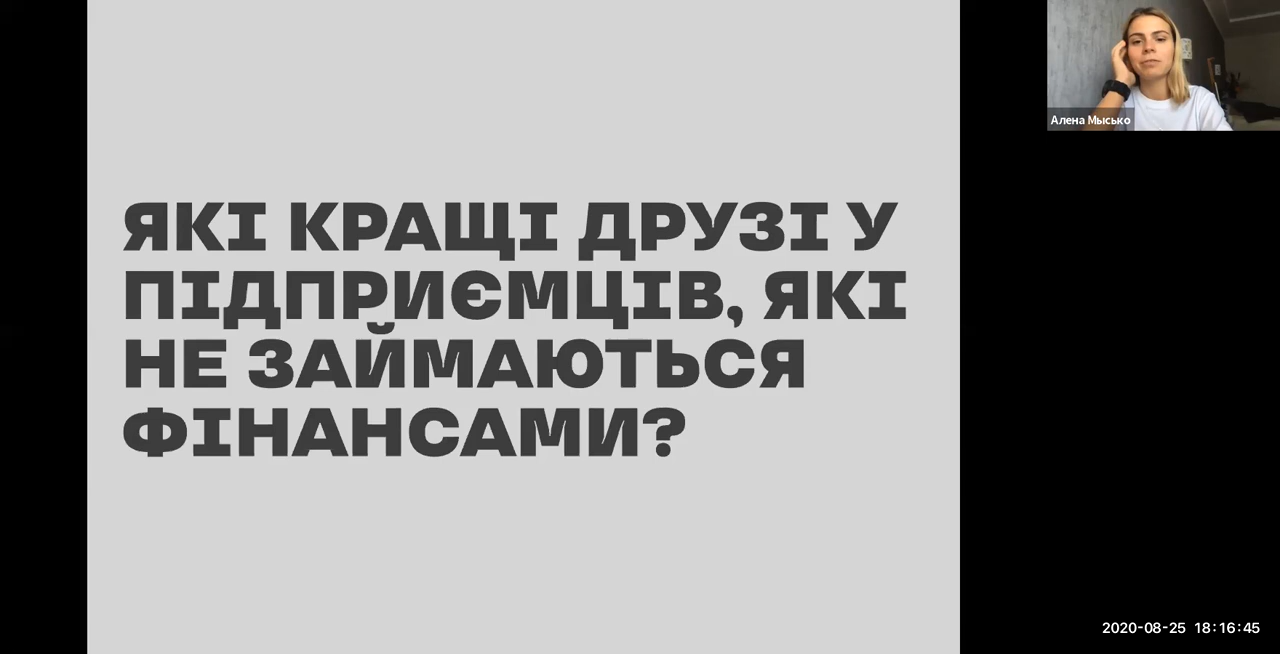 ЯКІ КРАЩІ ДРУЗІ У
ПІДПРИЄМЦІВ, ЯКІ
НЕ ЗАЙМАЮТЬСЯ
ФІНАНСАМИ?
Алена Мысько
2020-08-25 18:16:45